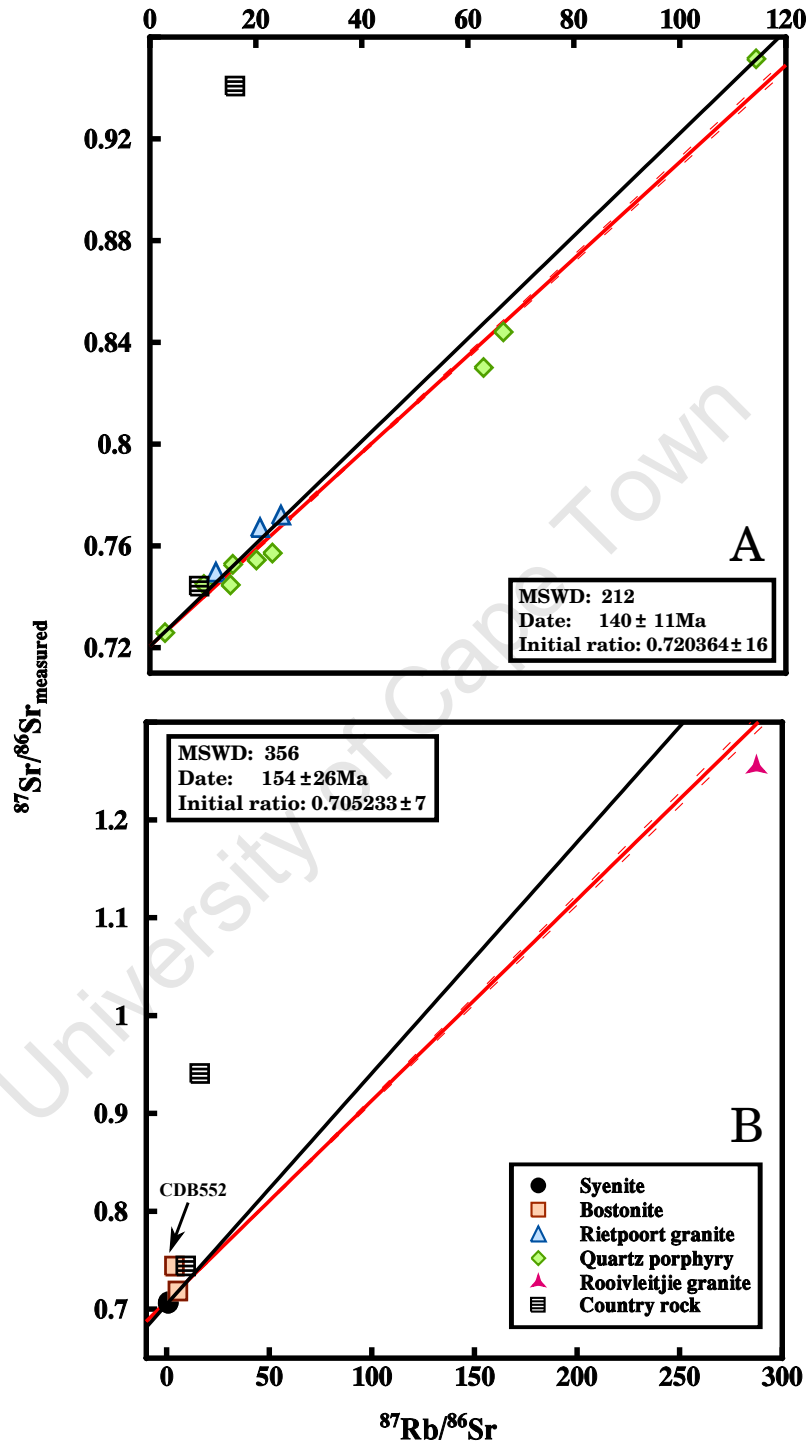 0 20 40 60 80 100 120
0.92
0.88
0.84
0.8
0.76
0.72
A
MSWD: 212
Date: 140 ± 11Ma
Initial ratio: 0.720364 ± 16
⁸⁷Sr/⁸⁶Sr measured
MSWD: 356
Date: 154 ±26Ma
Initial ratio: 0.705233 ± 7
1.2
1.1
1
0.9
0.8
0.7
B
CDB552
Syenite
Bostonite
Rietpoort granite
Quartz porphyry
Rooivleitjie granite
Country rock
0 50 100 150 200 250 300
⁸⁷Rb/⁸⁶Sr
University of Cape Town